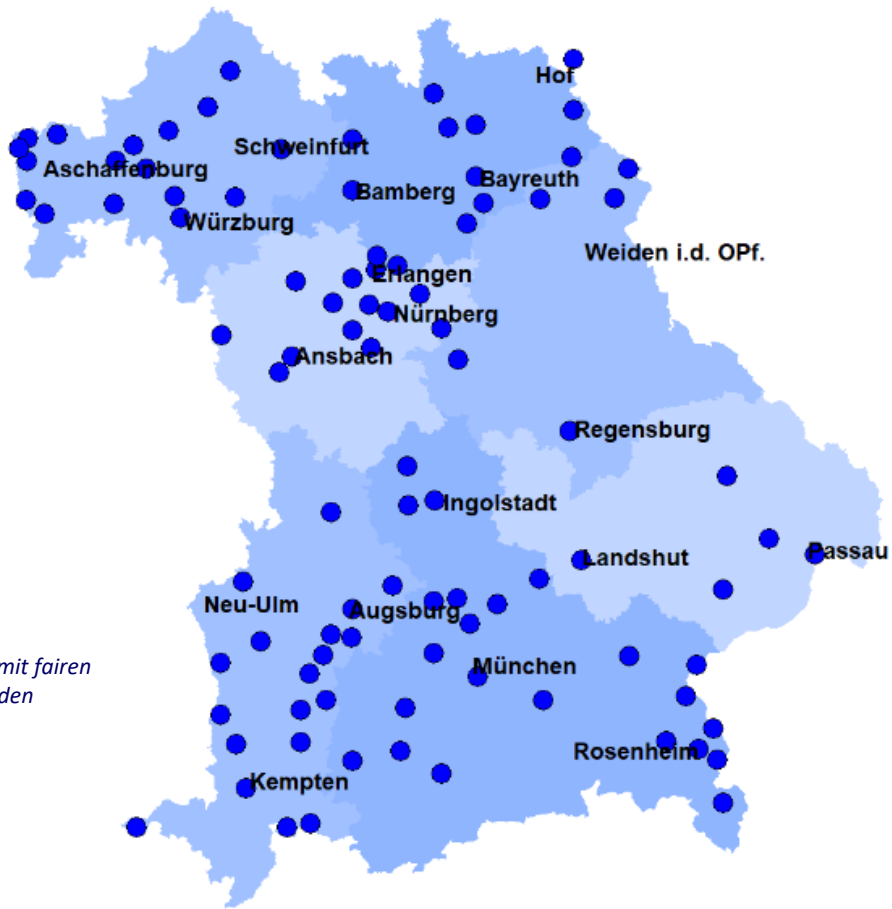 Hof
Schweinfurt
Aschaffenburg
Bayreuth
Bamberg
Würzburg
Weiden i.d. OPf.
Erlangen
Nürnberg
Ansbach
Regensburg
Ingolstadt
Passau
Landshut
Neu-Ulm
Augsburg
mit fairen
den
München
Rosenheim
Kempten